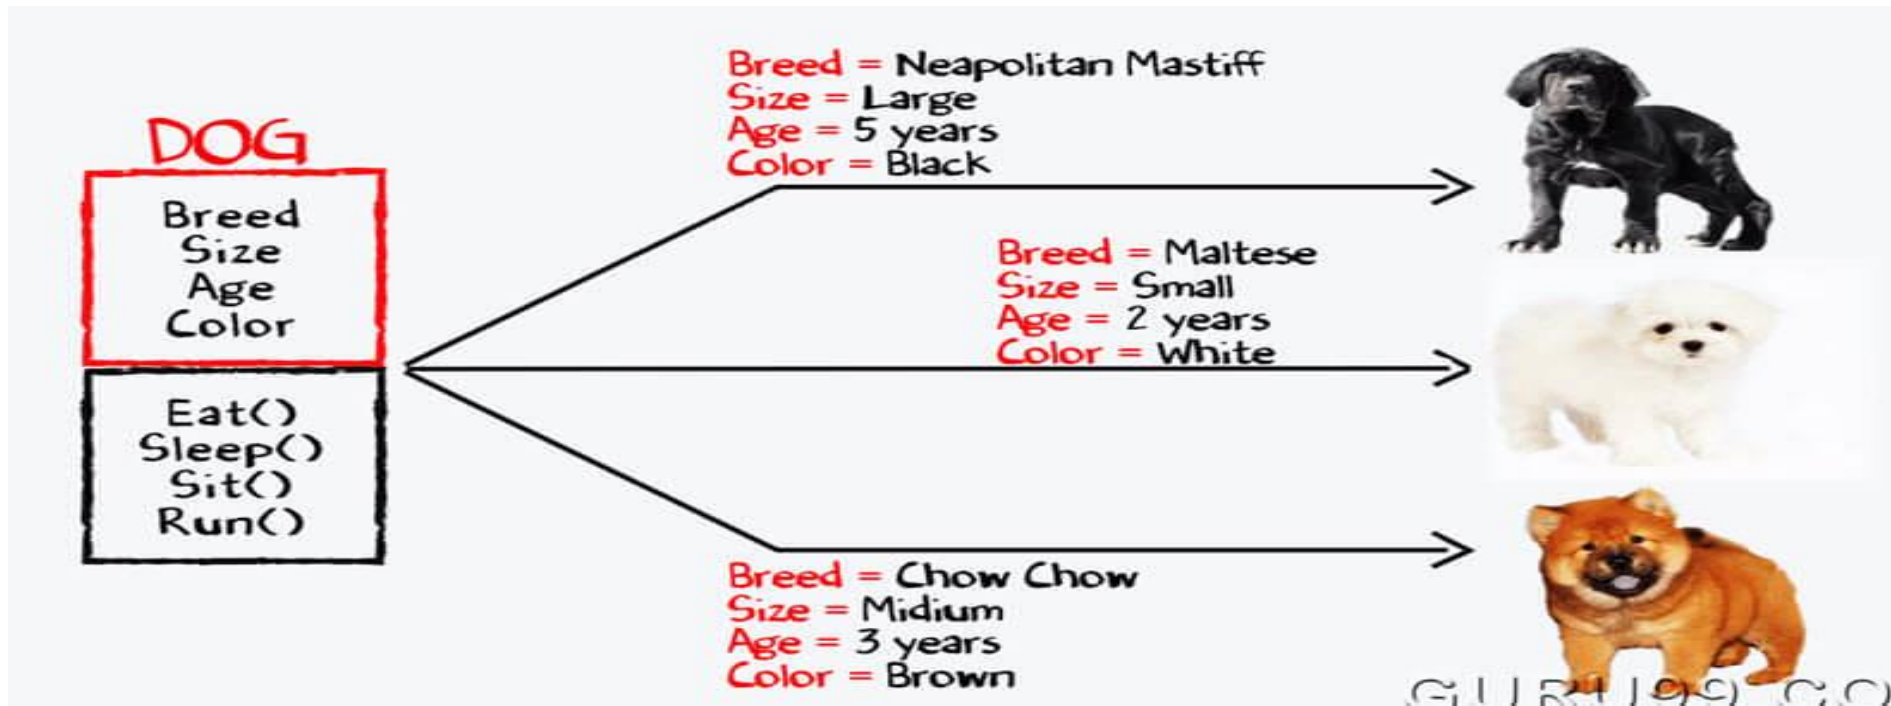 DOG
Breed
Size
Age
Color
Eat()
Sleep()
Sit()
Run()
Breed = Neapolitan Mastiff
Size = Large
Age = 5 years
Color = Black
Breed = Maltese
Size = Small
Age = 2 years
Color = White
Breed = Chow Chow
Size = Midium
Age = 3 years
Color = Brown
GURU99.CO